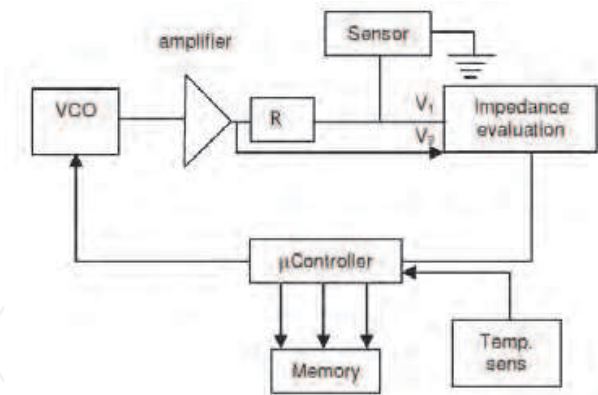 Sensor
amplifier
VCO
R
V1
Impedance
evaluation
V2
μController
Temp.
sens
Memory